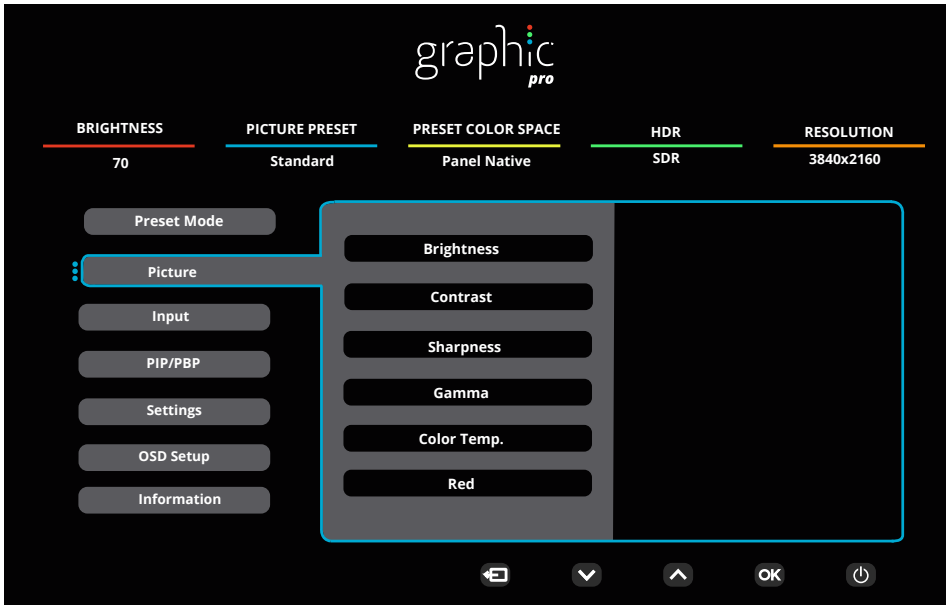 graphic
pro
BRIGHTNESS
70
PICTURE PRESET
Standard
PRESET COLOR SPACE
Panel Native
HDR
SDR
RESOLUTION
3840x2160
Preset Mode
Picture
Input
PIP/PBP
Settings
OSD Setup
Information
Brightness
Contrast
Sharpness
Gamma
Color Temp.
Red
OK